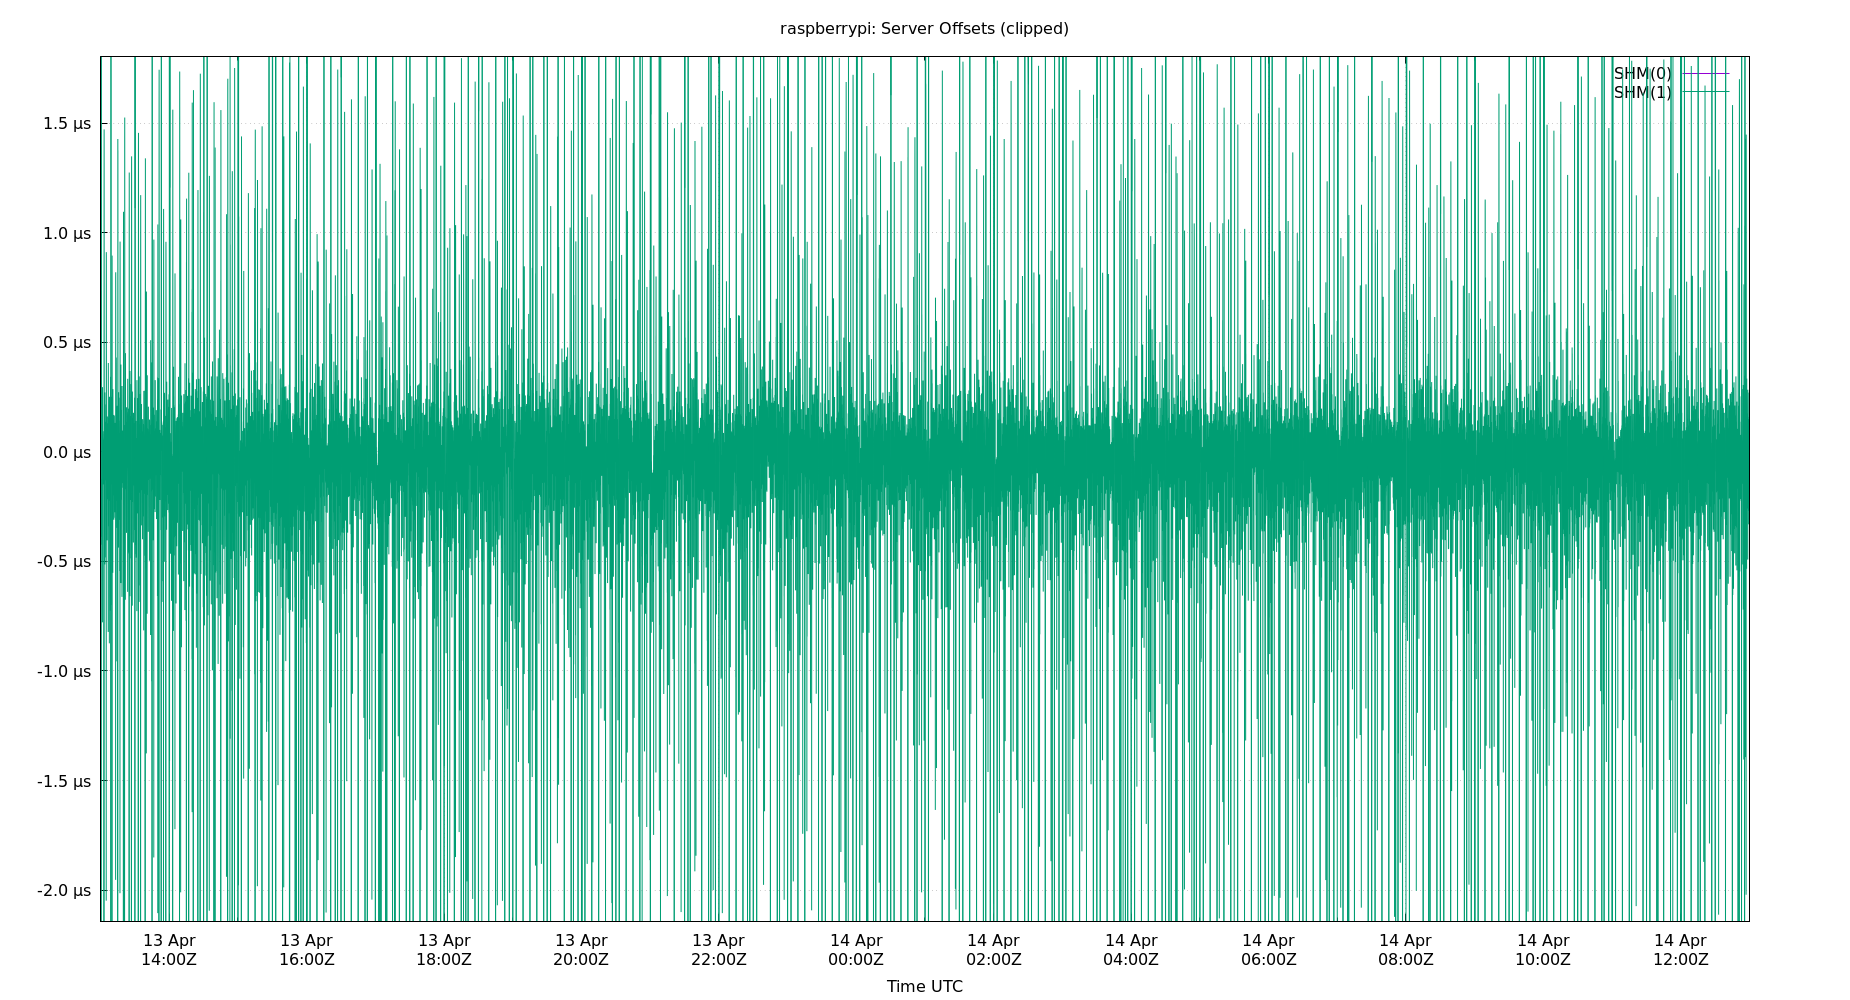 raspberrypi: Server Offsets (clipped)
SHM(0)
SHM(1)
1.5 μs
1.0 μs
0.5 μs
0.0 μs
-0.5 μs
-1.0 μs
-1.5 μs
-2.0 μs
13 Apr 13 Apr 13 Apr 13 Apr 13 Apr 14 Apr 14 Apr 14 Apr 14 Apr 14 Apr 14 Apr 14 Apr
14:00Z 16:00Z 18:00Z 20:00Z 22:00Z 00:00Z 02:00Z 04:00Z 06:00Z 08:00Z 10:00Z 12:00Z
Time UTC